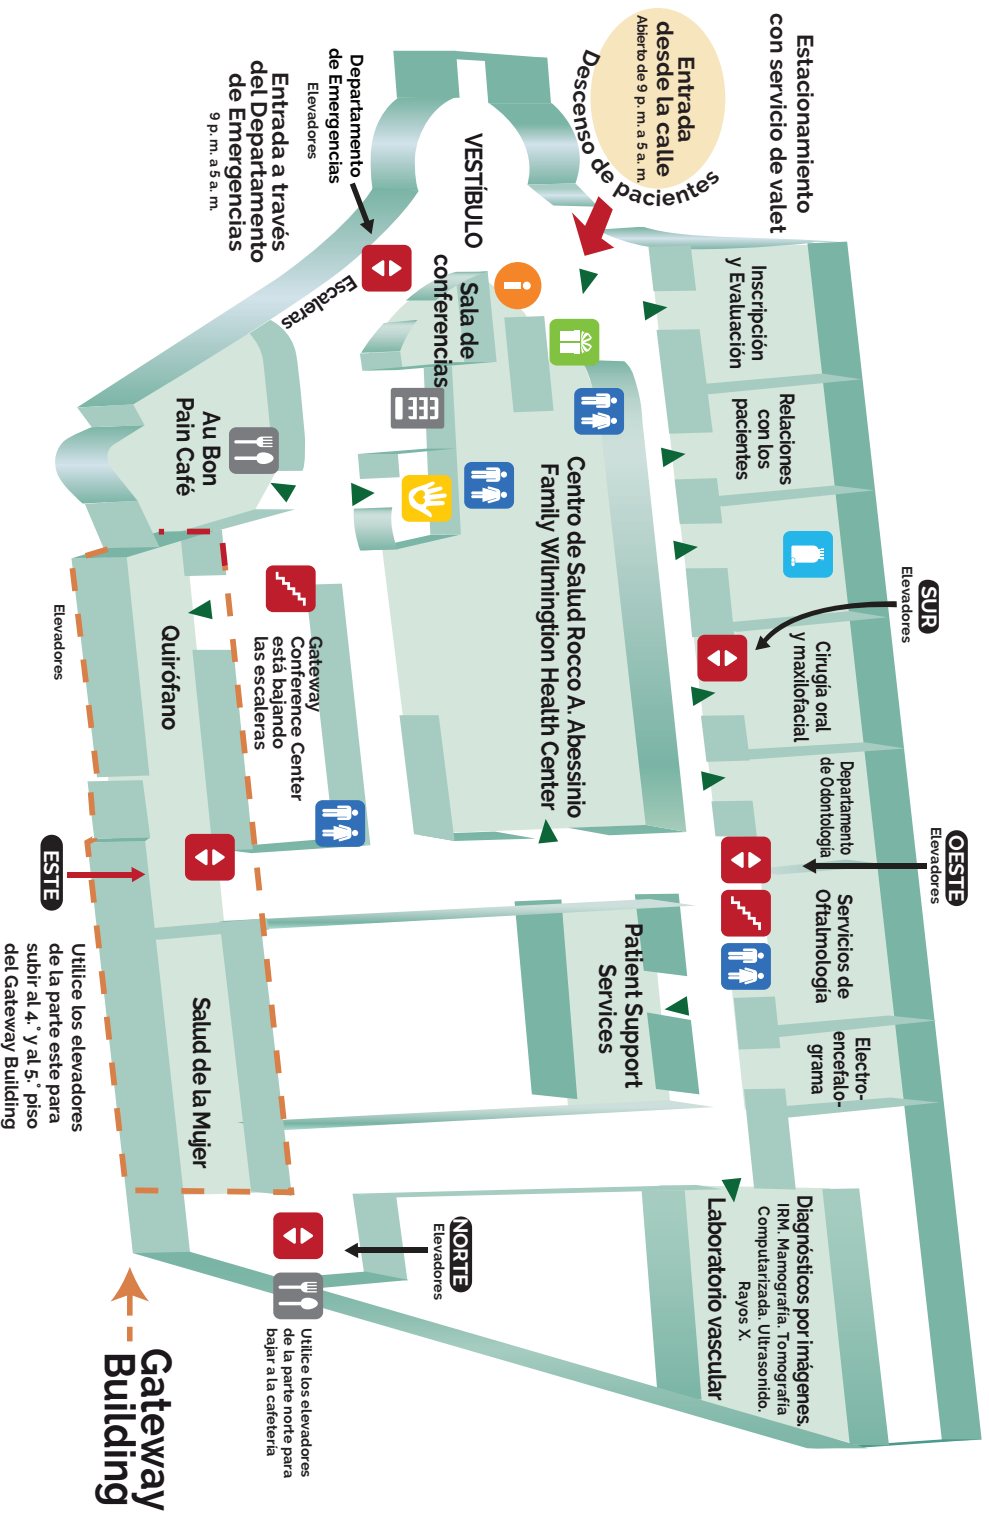 Estacionamiento
con servicio de valet
Entrada
desde la calle
Abierto de 9 p. m. a 5 a. m.
Descenso de pacientes
VESTÍBULO
Departamento
de Emergencias
Elevadores
Entrada a través
del Departamento
de Emergencias
9 p. m. a 5 a. m.
Escaleras
Sala de
conferencias
Inscripción
y Evaluación
Relaciones
con los
pacientes
SUR
Elevadores
Cirugía oral
y maxilofacial
Departamento
de Odontología
OESTE
Elevadores
Servicios de
Oftalmología
Electro-
encefalo-
grama
Centro de Salud Rocco A. Abessinio
Family Wilmington Health Center
Au Bon
Pain Café
Gateway
Conference Center
está bajando
las escaleras
Quirófano
Elevadores
ESTE
Utilice los elevadores
de la parte este para
subir al 4.° y al 5.° piso
del Gateway Building
Patient Support
Services
Salud de la Mujer
Diagnósticos por imágenes.
IRM. Mamografía. Tomografía
Computarizada. Ultrasonido.
Rayos X.
Laboratorio vascular
NORTE
Elevadores
Utilice los elevadores
de la parte norte para
bajar a la cafetería
Gateway
Building